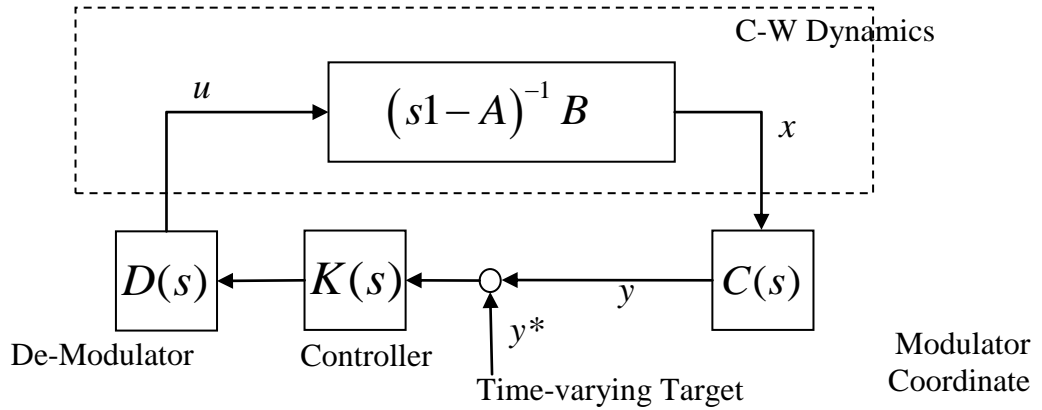 C-W Dynamics
u
(s1 − A)⁻¹ B
x
D(s)
K(s)
C(s)
y
y*
De-Modulator
Controller
Modulator
Coordinate
Time-varying Target